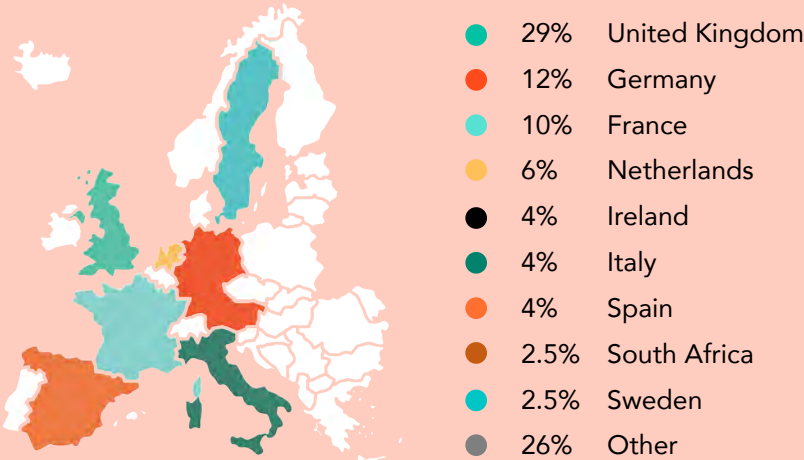 29% United Kingdom
12% Germany
10% France
6% Netherlands
4% Ireland
4% Italy
4% Spain
2.5% South Africa
2.5% Sweden
26% Other